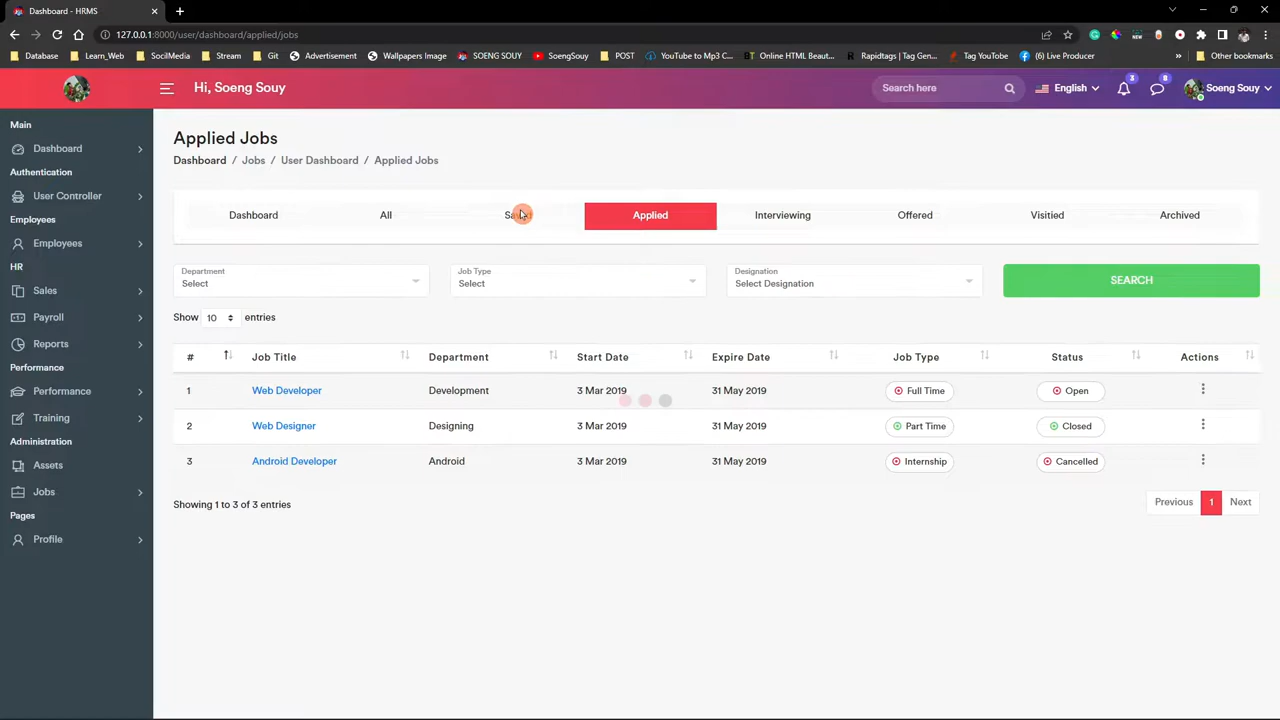 Dashboard - HRMS
127.0.0.1:8000/user/dashboard/applied/jobs
Database Learn_Web SocilMedia Stream Git Advertisement Wallpapers Image SOENG SOUY SoengSouy POST YouTube to Mp3 C... Online HTML Beaut... Rapidtags | Tag Gen... Tag YouTube (6) Live Producer » Other bookmarks
Hi, Soeng Souy
Search here
English
3
8
Soeng Souy
Main
Dashboard
Authentication
User Controller
Employees
Employees
HR
Sales
Payroll
Reports
Performance
Performance
Training
Administration
Assets
Jobs
Pages
Profile
Applied Jobs
Dashboard / Jobs / User Dashboard / Applied Jobs
Dashboard All Applied Interviewing Offered Visitied Archived
Department
Select
Job Type
Select
Designation
Select Designation
SEARCH
Show 10 entries
# Job Title Department Start Date Expire Date Job Type Status Actions
1 Web Developer Development 3 Mar 2019 31 May 2019 Full Time Open
2 Web Designer Designing 3 Mar 2019 31 May 2019 Part Time Closed
3 Android Developer Android 3 Mar 2019 31 May 2019 Internship Cancelled
Showing 1 to 3 of 3 entries
Previous 1 Next